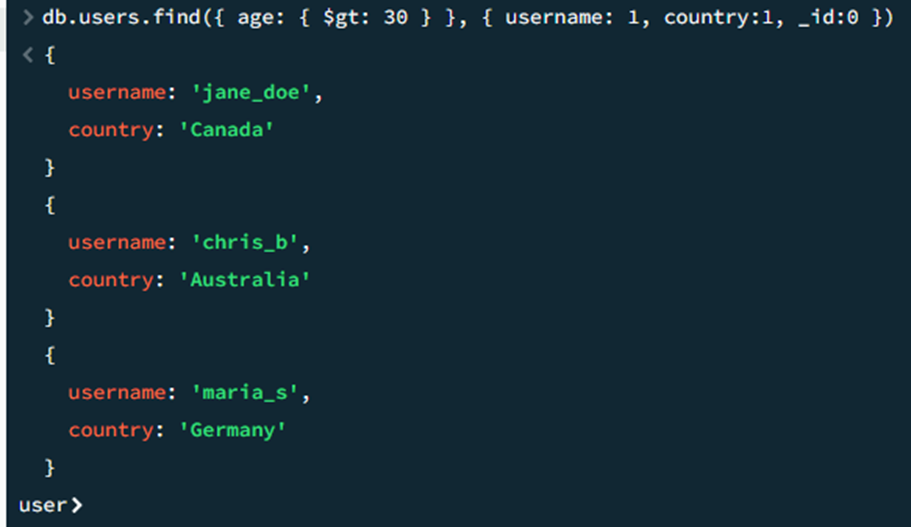 > db.users.find({ age: { $gt: 30 } }, { username: 1, country:1, _id:0 })
< {
username: 'jane_doe',
country: 'Canada'
}
{
username: 'chris_b',
country: 'Australia'
}
{
username: 'maria_s',
country: 'Germany'
}
user>